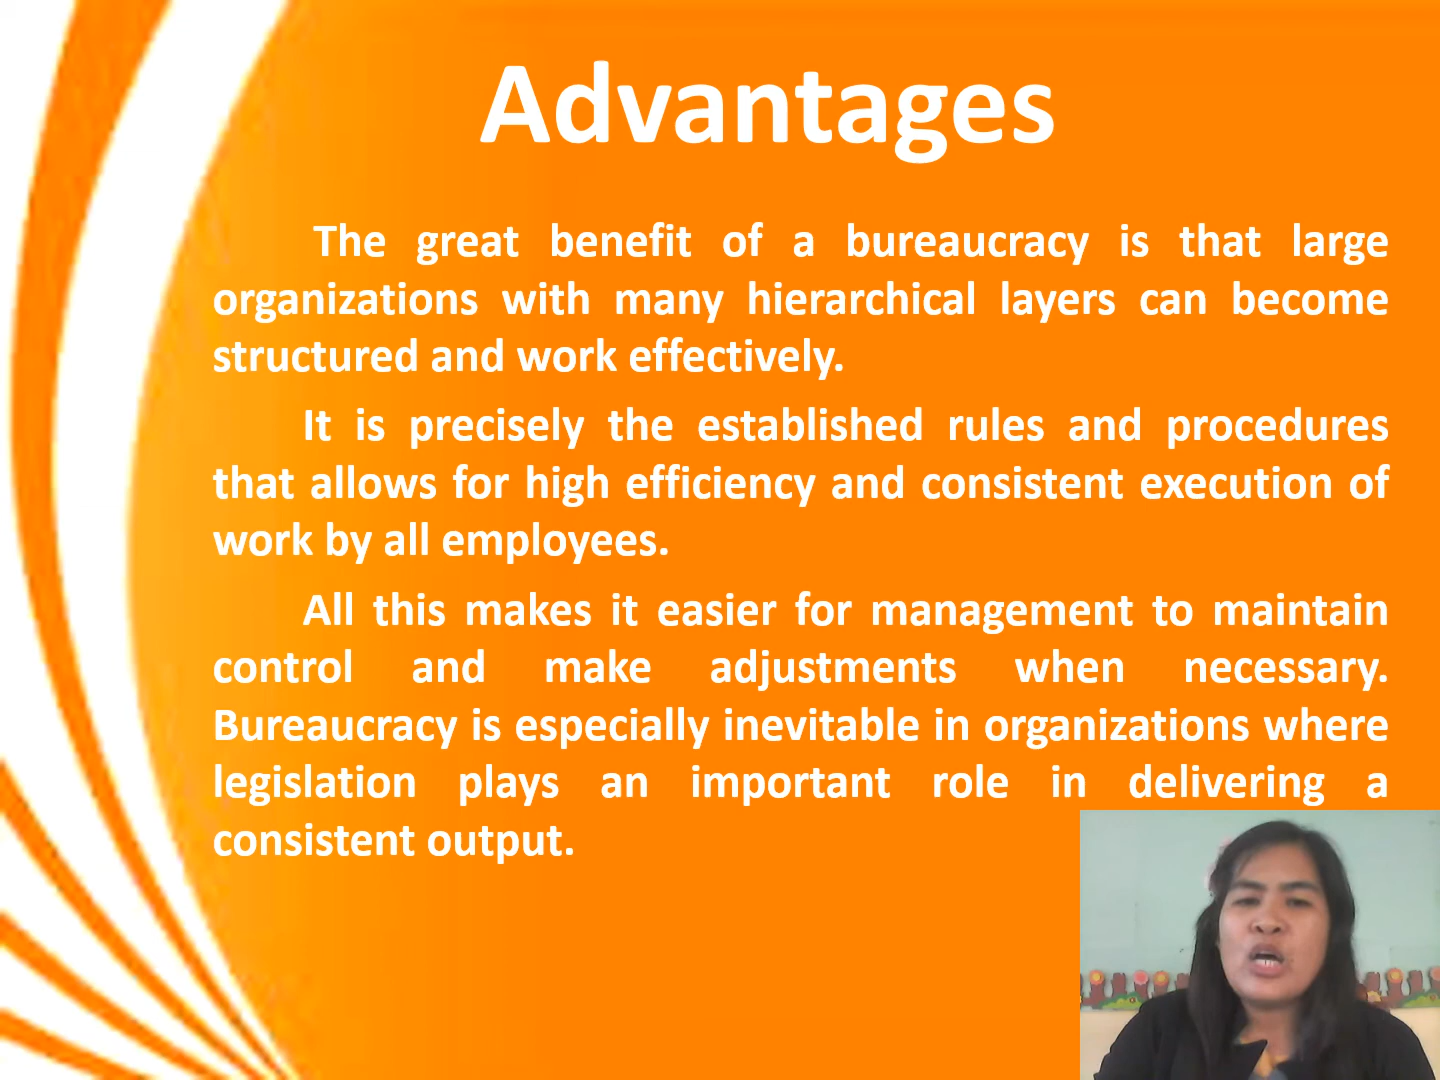 Advantages
The great benefit of a bureaucracy is that large
organizations with many hierarchical layers can become
structured and work effectively.
It is precisely the established rules and procedures
that allows for high efficiency and consistent execution of
work by all employees.
All this makes it easier for management to maintain
control and make adjustments when necessary.
Bureaucracy is especially inevitable in organizations where
legislation plays an important role in delivering a
consistent output.